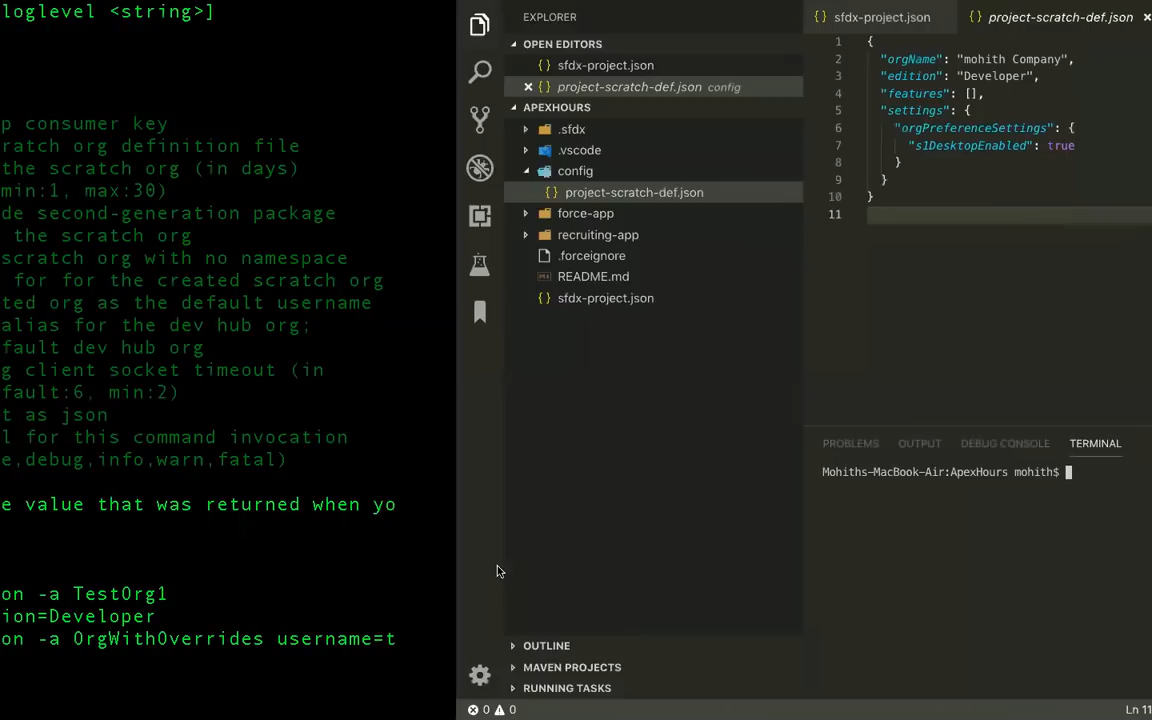 loglevel <string>]
p consumer key
ratch org definition file
the scratch org (in days)
min:1, max:30)
de second-generation package
the scratch org
scratch org with no namespace
for for the created scratch org
ted org as the default username
alias for the dev hub org;
fault dev hub org
g client socket timeout (in
fault:6, min:2)
t as json
l for this command invocation
e,debug,info,warn,fatal)
e value that was returned when yo
on -a TestOrg1
ion=Developer
on -a OrgWithOverrides username=t
EXPLORER
OPEN EDITORS
{ } sfdx-project.json
× { } project-scratch-def.json config
APEXHOURS
.sfdx
.vscode
config
{ } project-scratch-def.json
force-app
recruiting-app
.forceignore
README.md
{ } sfdx-project.json
OUTLINE
MAVEN PROJECTS
RUNNING TASKS
{ } sfdx-project.json
{ } project-scratch-def.json ×
1 {
2 "orgName": "mohith Company",
3 "edition": "Developer",
4 "features": [],
5 "settings": {
6 "orgPreferenceSettings": {
7 "s1DesktopEnabled": true
8 }
9 }
10 }
11
PROBLEMS OUTPUT DEBUG CONSOLE TERMINAL
Mohiths-MacBook-Air:ApexHours mohith$
0 0
Ln 11